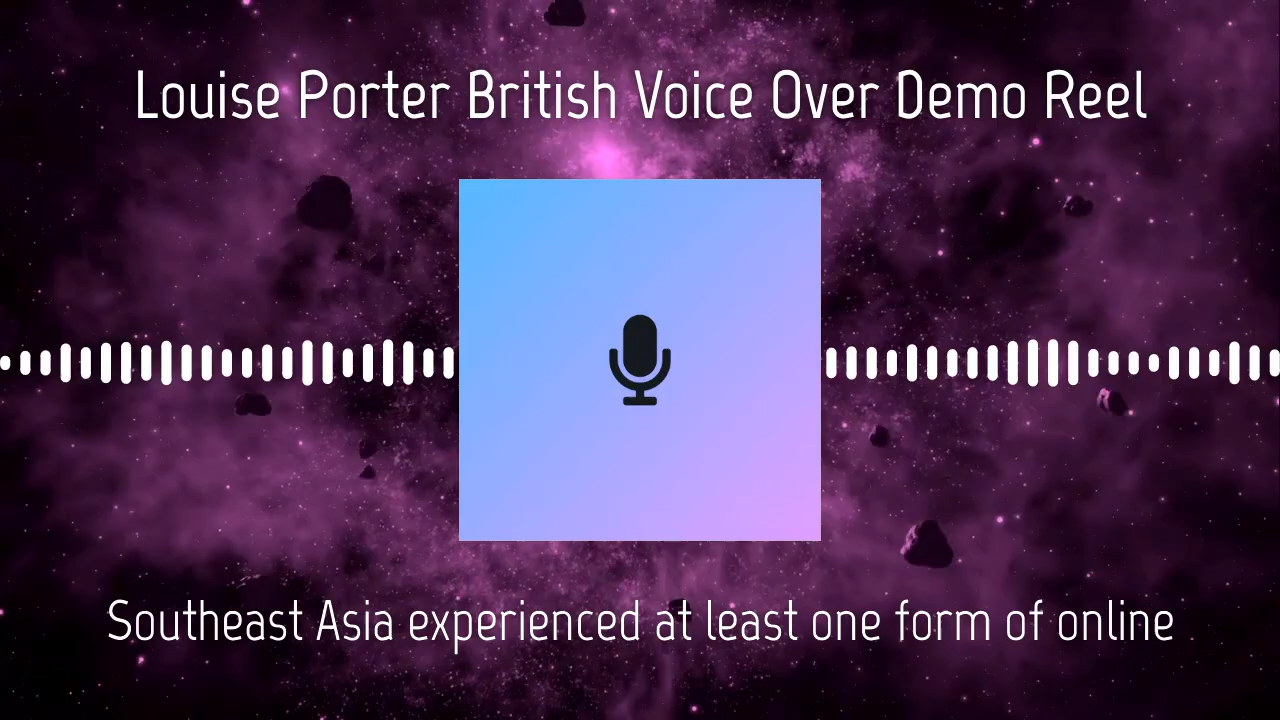 Louise Porter British Voice Over Demo Reel
Southeast Asia experienced at least one form of online